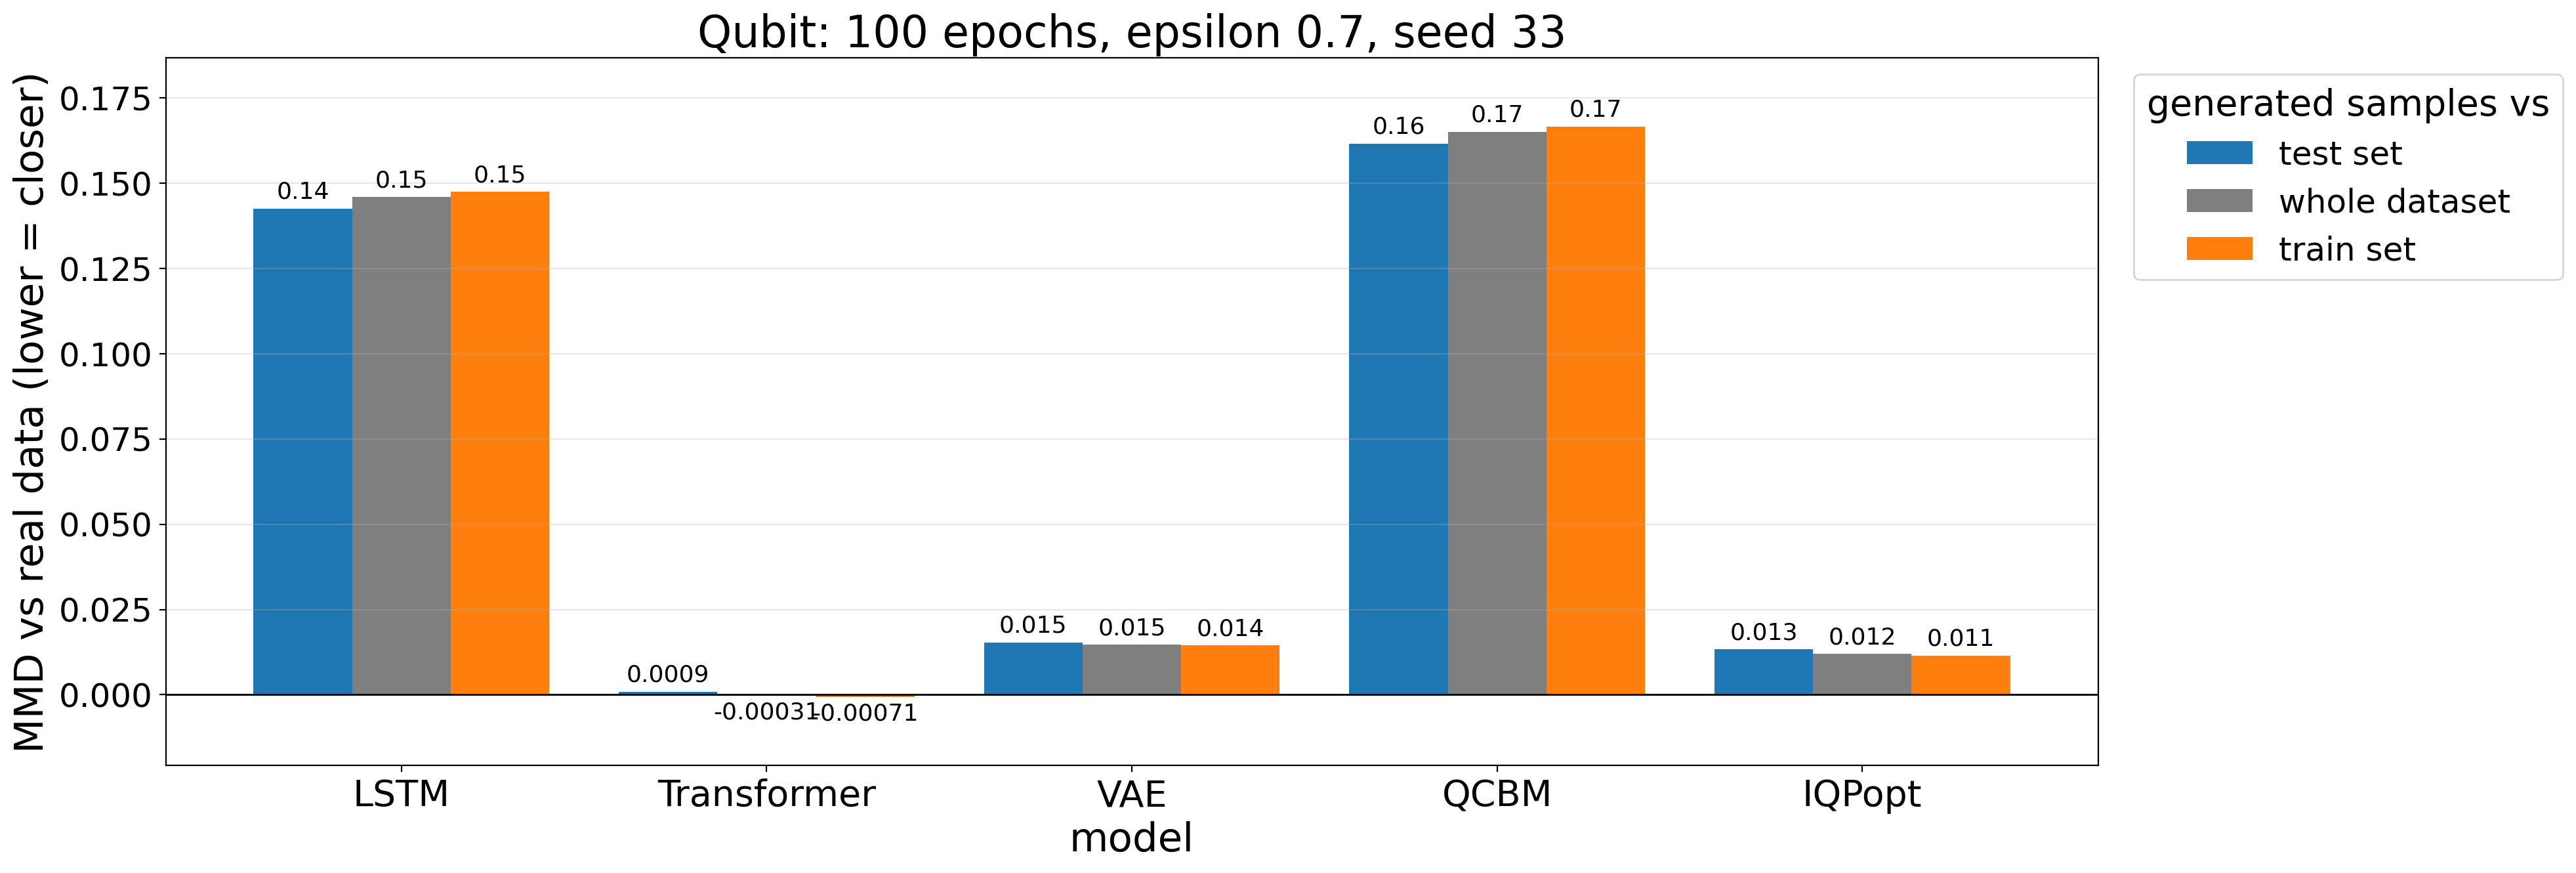 Qubit: 100 epochs, epsilon 0.7, seed 33
MMD vs real data (lower = closer)
0.175
0.150
0.125
0.100
0.075
0.050
0.025
0.000
0.14
0.15
0.15
0.0009
-0.00031
-0.00071
0.015
0.015
0.014
0.16
0.17
0.17
0.013
0.012
0.011
LSTM
Transformer
VAE
QCBM
IQPopt
model
generated samples vs
test set
whole dataset
train set